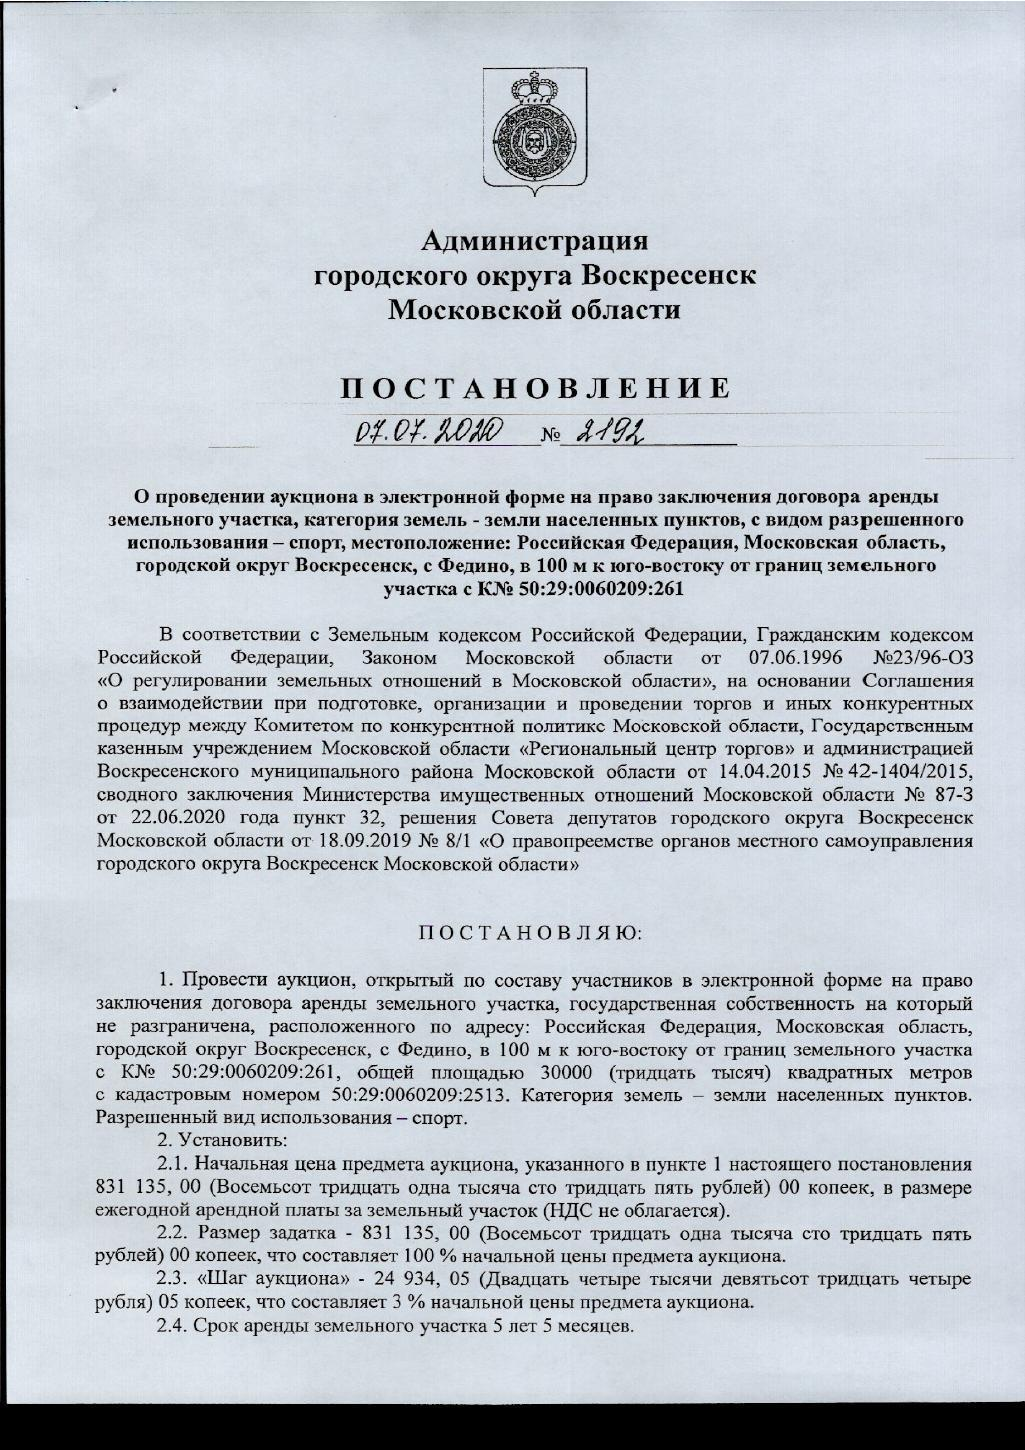 Администрация
городского округа Воскресенск
Московской области
ПОСТАНОВЛЕНИЕ
07.07.2020 № 2192
О проведении аукциона в электронной форме на право заключения договора аренды
земельного участка, категория земель - земли населенных пунктов, с видом разрешенного
использования – спорт, местоположение: Российская Федерация, Московская область,
городской округ Воскресенск, с Федино, в 100 м к юго-востоку от границ земельного
участка с К№ 50:29:0060209:261
В соответствии с Земельным кодексом Российской Федерации, Гражданским кодексом
Российской Федерации, Законом Московской области от 07.06.1996 №23/96-ОЗ
«О регулировании земельных отношений в Московской области», на основании Соглашения
о взаимодействии при подготовке, организации и проведении торгов и иных конкурентных
процедур между Комитетом по конкурентной политике Московской области, Государственным
казенным учреждением Московской области «Региональный центр торгов» и администрацией
Воскресенского муниципального района Московской области от 14.04.2015 № 42-1404/2015,
сводного заключения Министерства имущественных отношений Московской области № 87-З
от 22.06.2020 года пункт 32, решения Совета депутатов городского округа Воскресенск
Московской области от 18.09.2019 № 8/1 «О правопреемстве органов местного самоуправления
городского округа Воскресенск Московской области»
ПОСТАНОВЛЯЮ:
1. Провести аукцион, открытый по составу участников в электронной форме на право
заключения договора аренды земельного участка, государственная собственность на который
не разграничена, расположенного по адресу: Российская Федерация, Московская область,
городской округ Воскресенск, с Федино, в 100 м к юго-востоку от границ земельного участка
с К№ 50:29:0060209:261, общей площадью 30000 (тридцать тысяч) квадратных метров
с кадастровым номером 50:29:0060209:2513. Категория земель – земли населенных пунктов.
Разрешенный вид использования – спорт.
2. Установить:
2.1. Начальная цена предмета аукциона, указанного в пункте 1 настоящего постановления
831 135, 00 (Восемьсот тридцать одна тысяча сто тридцать пять рублей) 00 копеек, в размере
ежегодной арендной платы за земельный участок (НДС не облагается).
2.2. Размер задатка - 831 135, 00 (Восемьсот тридцать одна тысяча сто тридцать пять
рублей) 00 копеек, что составляет 100 % начальной цены предмета аукциона.
2.3. «Шаг аукциона» - 24 934, 05 (Двадцать четыре тысячи девятьсот тридцать четыре
рубля) 05 копеек, что составляет 3 % начальной цены предмета аукциона.
2.4. Срок аренды земельного участка 5 лет 5 месяцев.